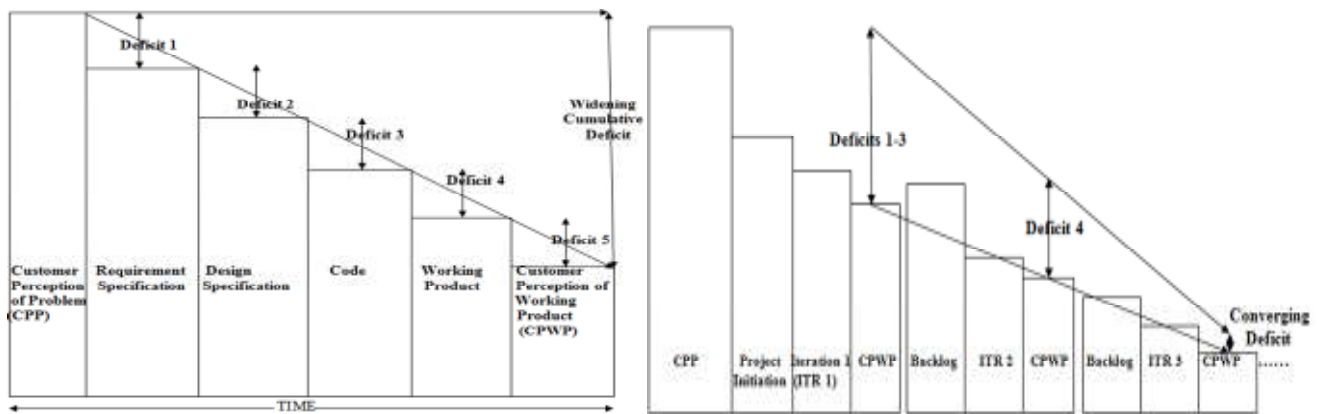 Deficit 1
Deficit 2
Deficit 3
Deficit 4
Deficit 5
Widening
Cumulative
Deficit
Customer
Perception
of Problem
(CPP)
Requirement
Specification
Design
Specification
Code
Working
Product
Customer
Perception of
Working
Product
(CPWP)
TIME
Deficits 1-3
Deficit 4
Converging
Deficit
CPP
Project
Initiation
Iteration 1
(ITR 1)
CPWP
Backlog
ITR 2
CPWP
Backlog
ITR 3
CPWP
......